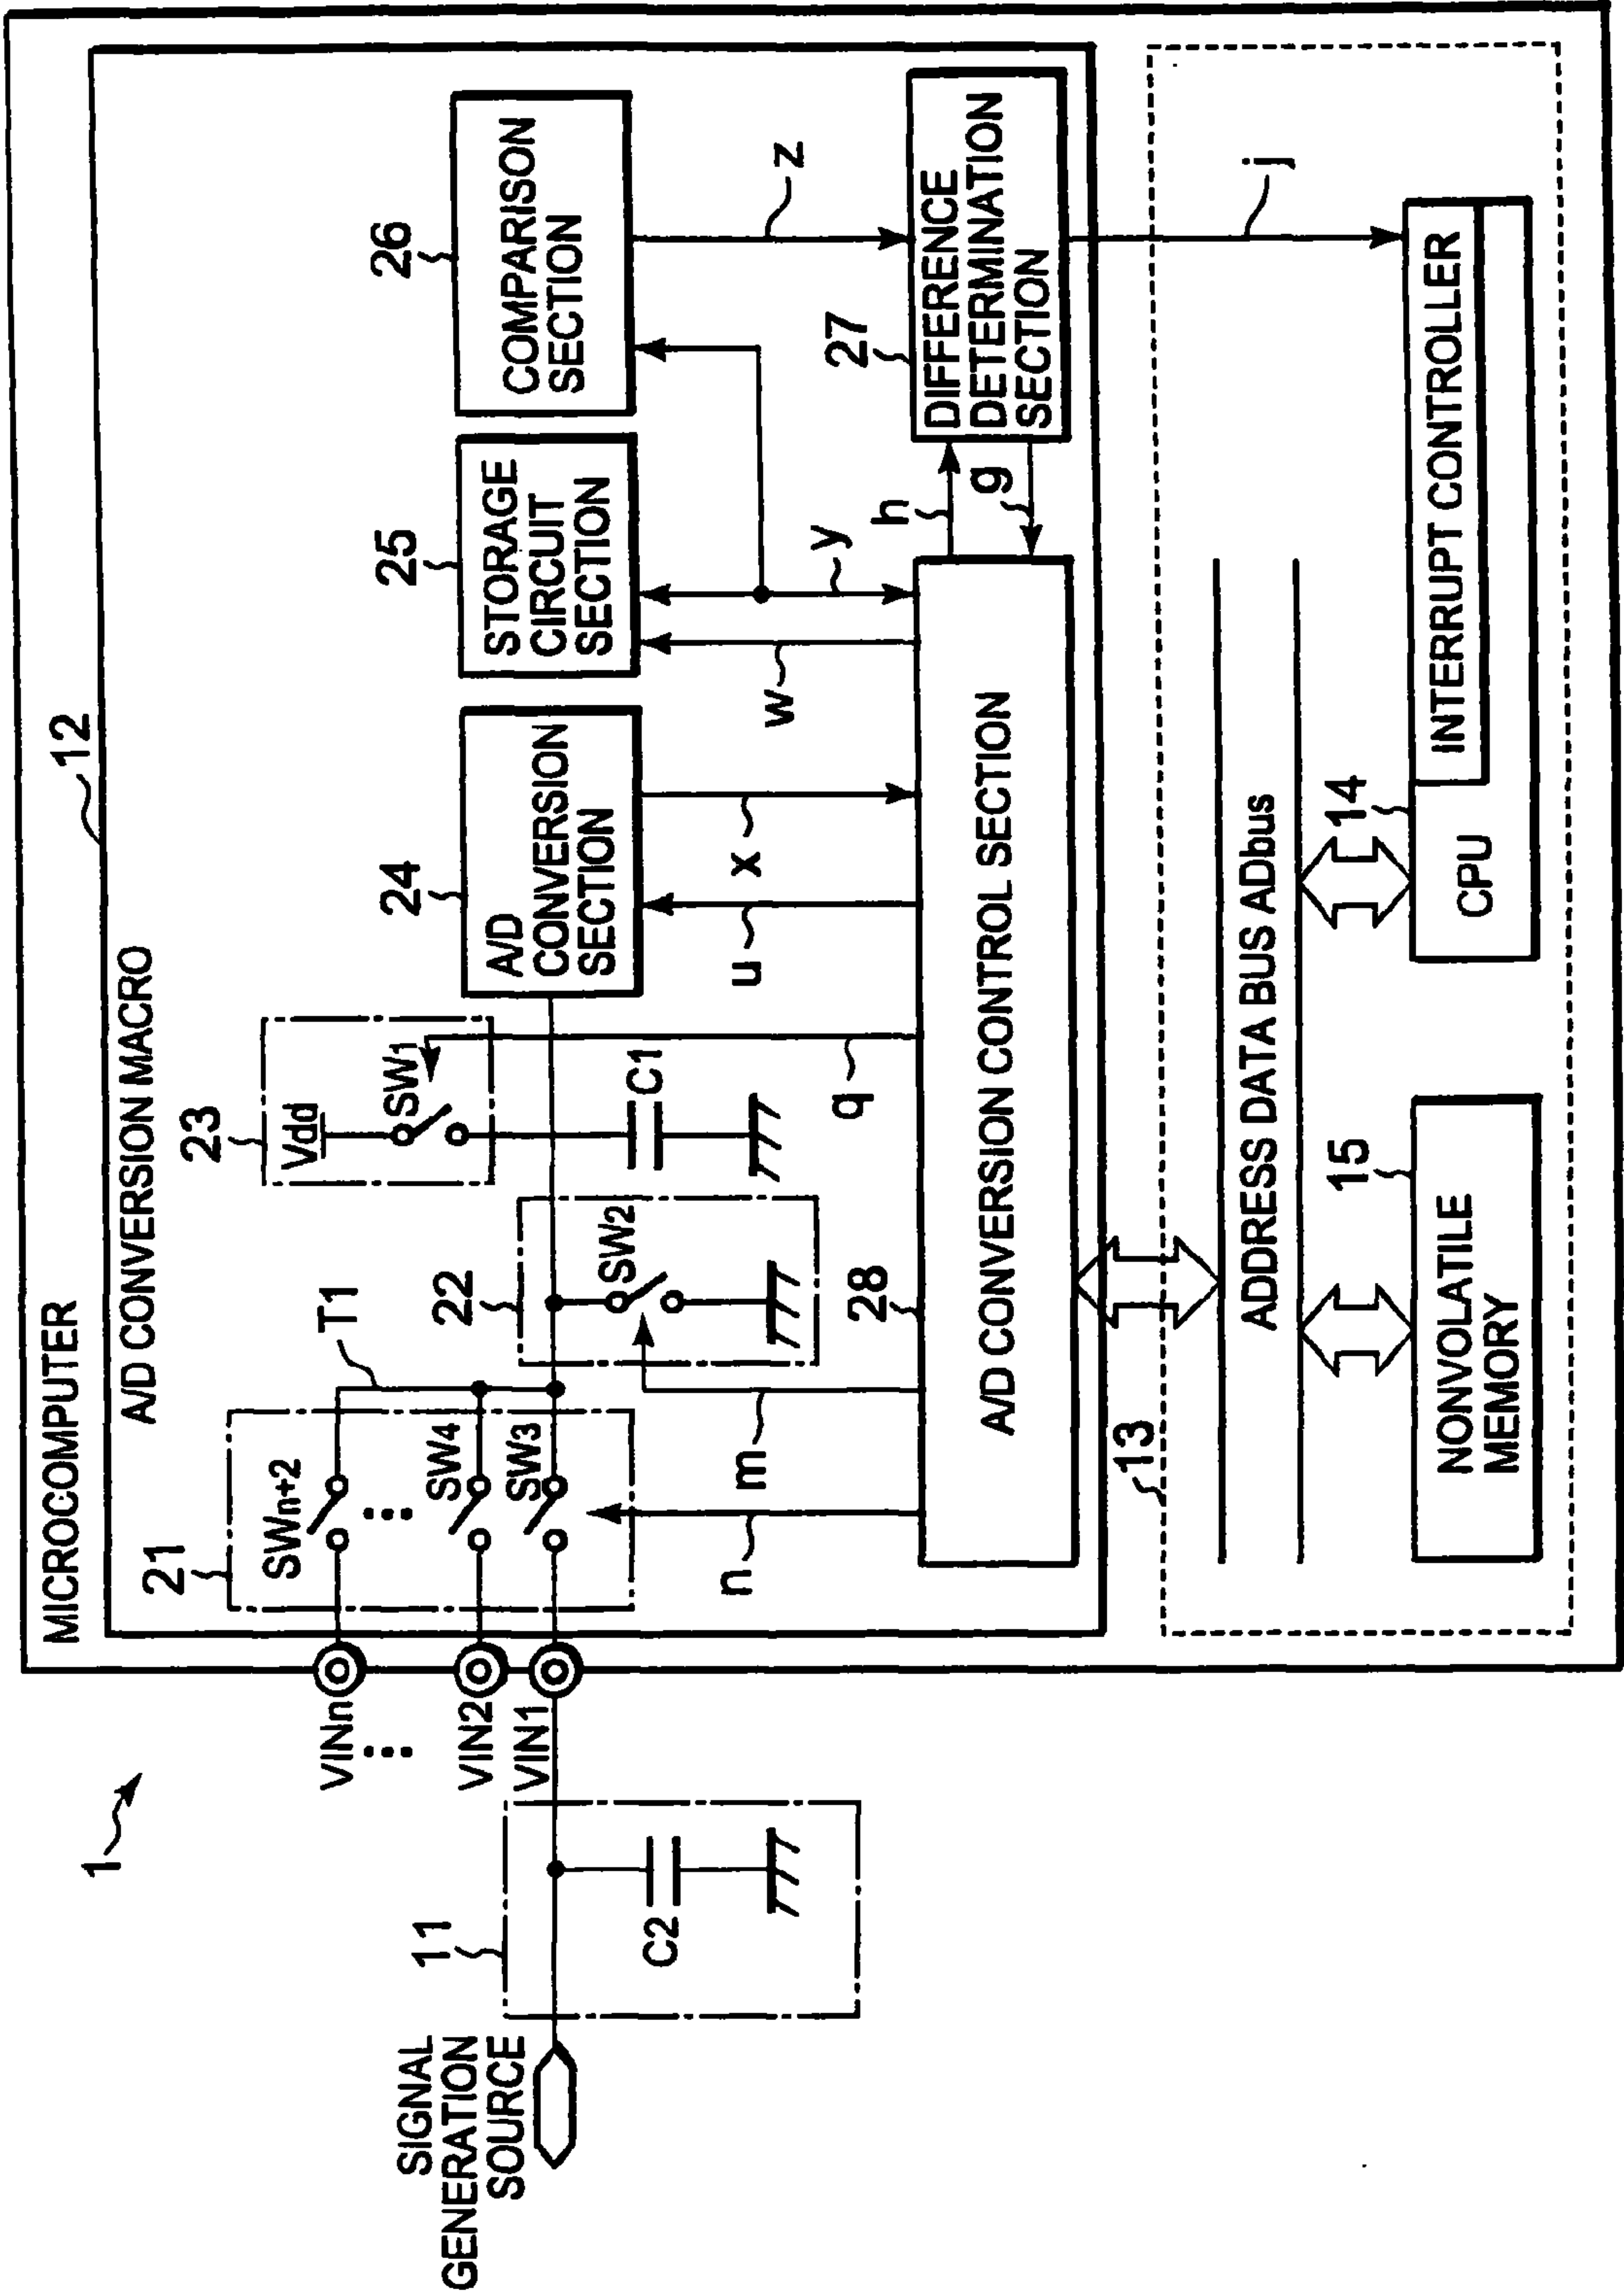 1
MICROCOMPUTER
12
A/D CONVERSION MACRO
21
SWn+2
SW4
SW3
T1
22
SW2
23
Vdd
SW1
C1
24
A/D
CONVERSION
SECTION
25
STORAGE
CIRCUIT
SECTION
26
COMPARISON
SECTION
VINn
VIN2
VIN1
11
C2
SIGNAL
GENERATION
SOURCE
n
m
q
u
x
w
y
z
h
g
27
DIFFERENCE
DETERMINATION
SECTION
28
A/D CONVERSION CONTROL SECTION
13
j
ADDRESS DATA BUS ADbus
15
NONVOLATILE
MEMORY
14
CPU
INTERRUPT CONTROLLER